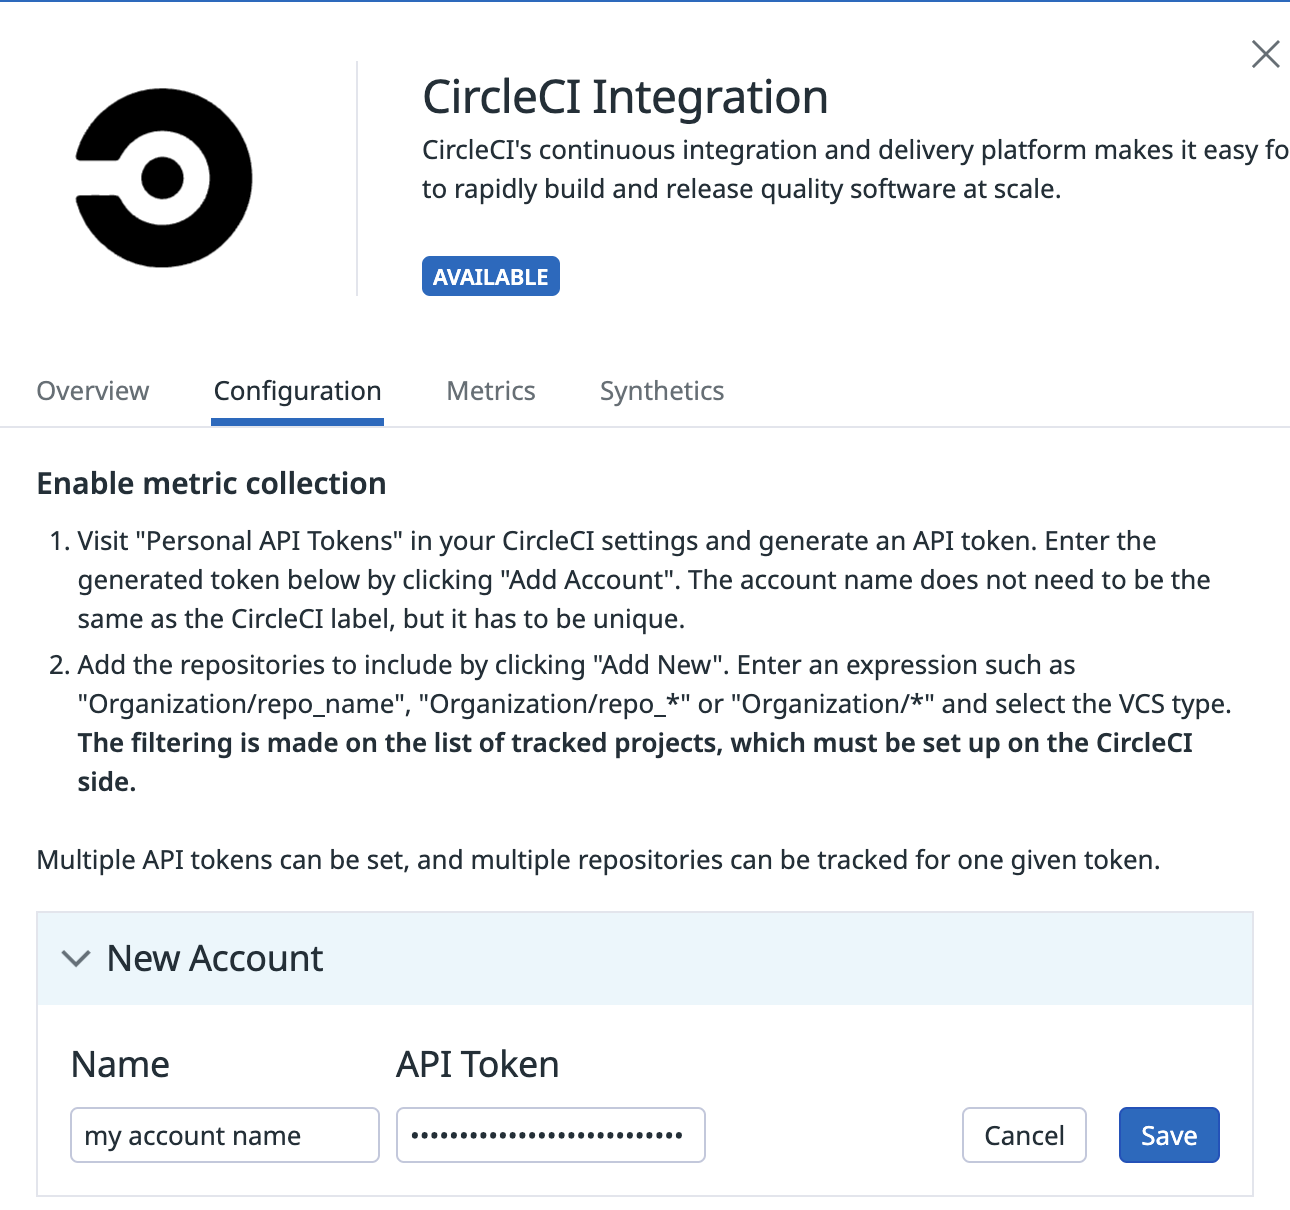 CircleCI Integration
CircleCI's continuous integration and delivery platform makes it easy fo
to rapidly build and release quality software at scale.
AVAILABLE
Overview Configuration Metrics Synthetics
Enable metric collection
1. Visit "Personal API Tokens" in your CircleCI settings and generate an API token. Enter the
generated token below by clicking "Add Account". The account name does not need to be the
same as the CircleCI label, but it has to be unique.
2. Add the repositories to include by clicking "Add New". Enter an expression such as
"Organization/repo_name", "Organization/repo_*" or "Organization/*" and select the VCS type.
The filtering is made on the list of tracked projects, which must be set up on the CircleCI
side.
Multiple API tokens can be set, and multiple repositories can be tracked for one given token.
New Account
Name API Token
my account name •••••••••••••••••••••••••••• Cancel Save